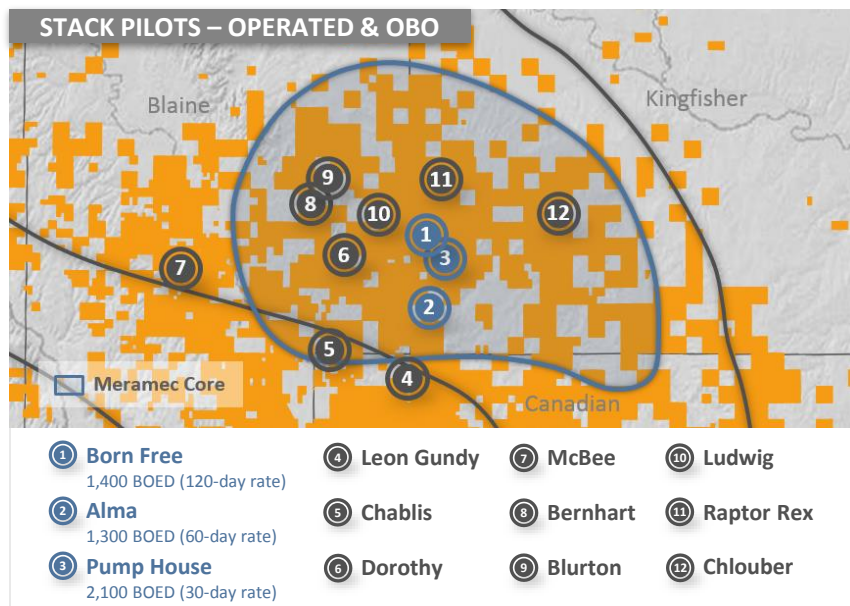 STACK PILOTS – OPERATED & OBO
Blaine
Kingfisher
9
11
8
10
12
1
6
3
7
2
5
4
Meramec Core
Canadian
1 Born Free
1,400 BOED (120-day rate)
2 Alma
1,300 BOED (60-day rate)
3 Pump House
2,100 BOED (30-day rate)
4 Leon Gundy
5 Chablis
6 Dorothy
7 McBee
8 Bernhart
9 Blurton
10 Ludwig
11 Raptor Rex
12 Chlouber